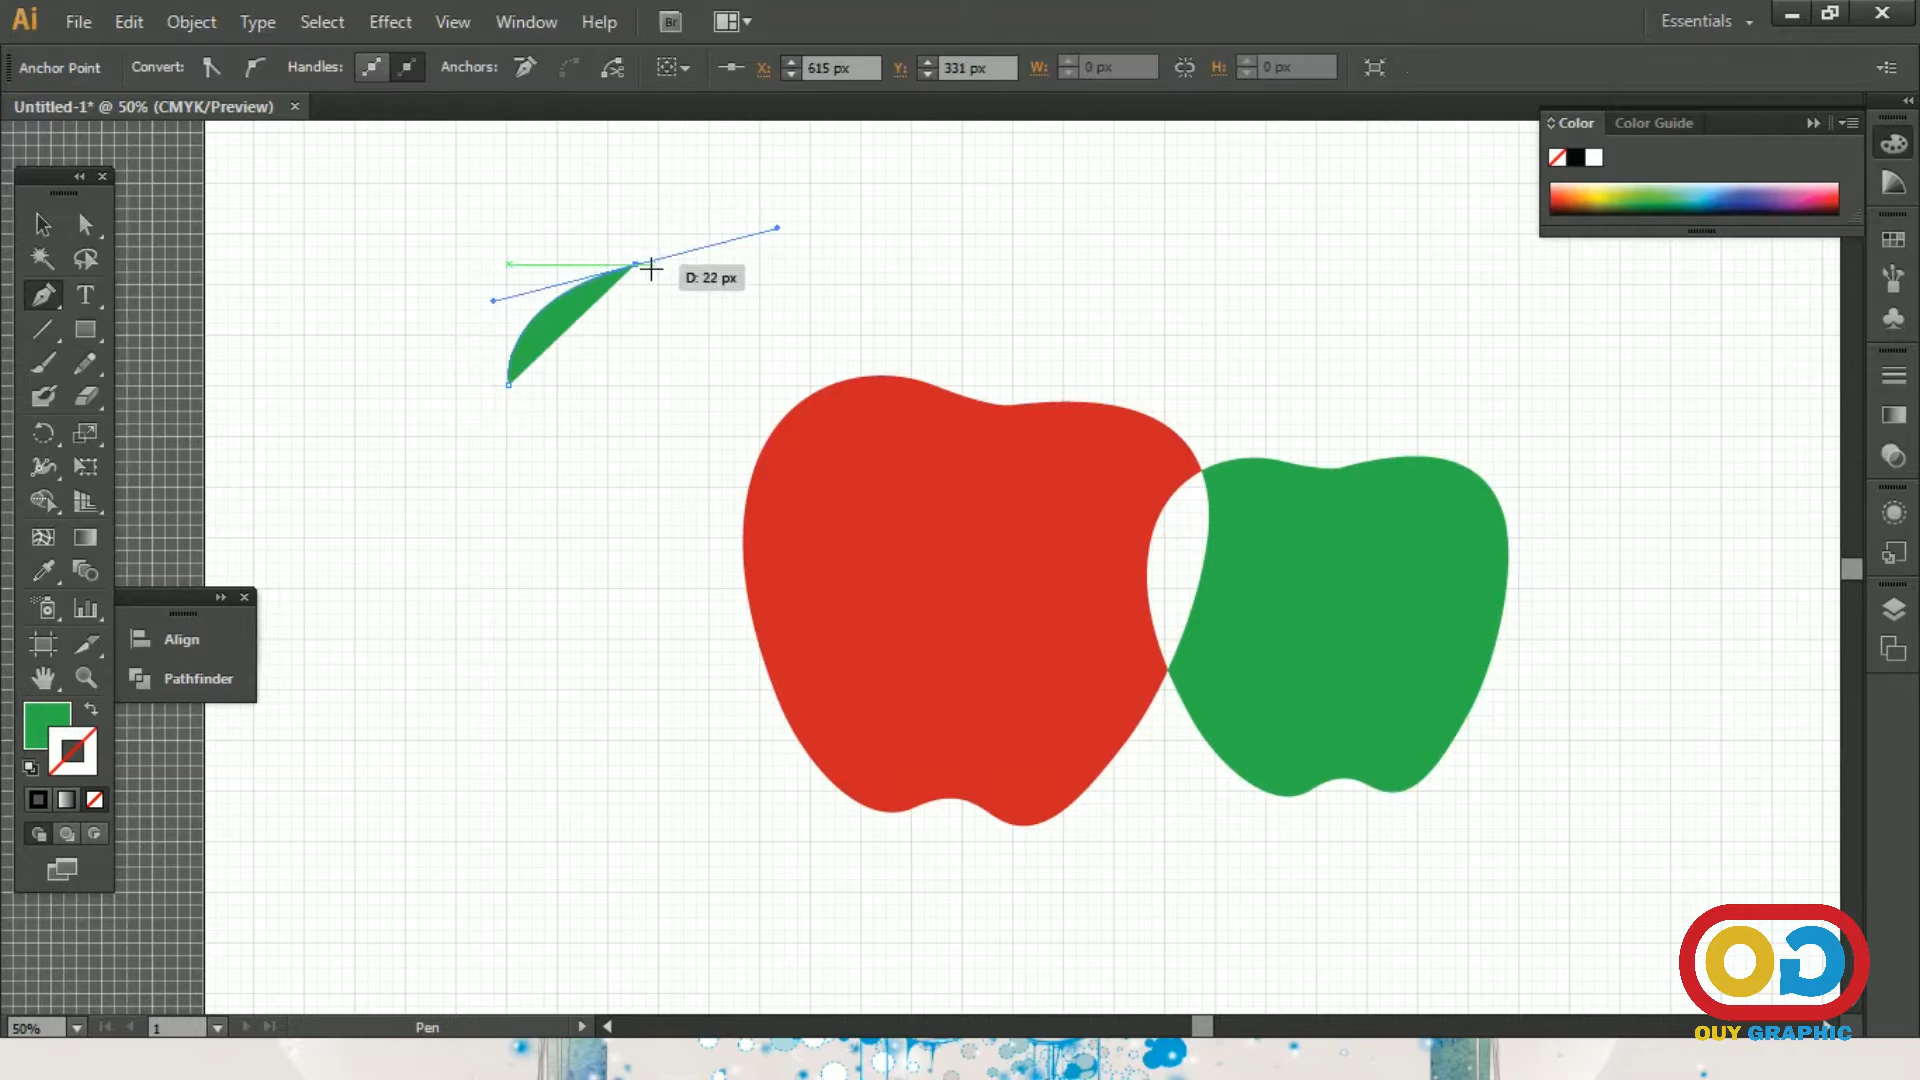 Ai File Edit Object Type Select Effect View Window Help Br Essentials
Anchor Point Convert: Handles: Anchors: X: 615 px Y: 331 px W: 0 px H: 0 px
Untitled-1* @ 50% (CMYK/Preview)
Color Color Guide
D: 22 px
T
Align
Pathfinder
50% 1 Pen
OG
OUY GRAPHIC